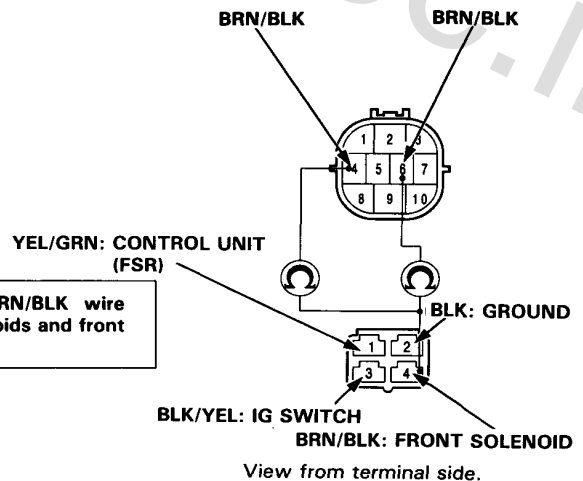 BRN/BLK BRN/BLK
1 2 3
4 5 6 7
8 9 10
YEL/GRN: CONTROL UNIT
(FSR)
Ω Ω
RN/BLK wire
oids and front
BLK: GROUND
1 2
3 4
BLK/YEL: IG SWITCH
BRN/BLK: FRONT SOLENOID
View from terminal side.